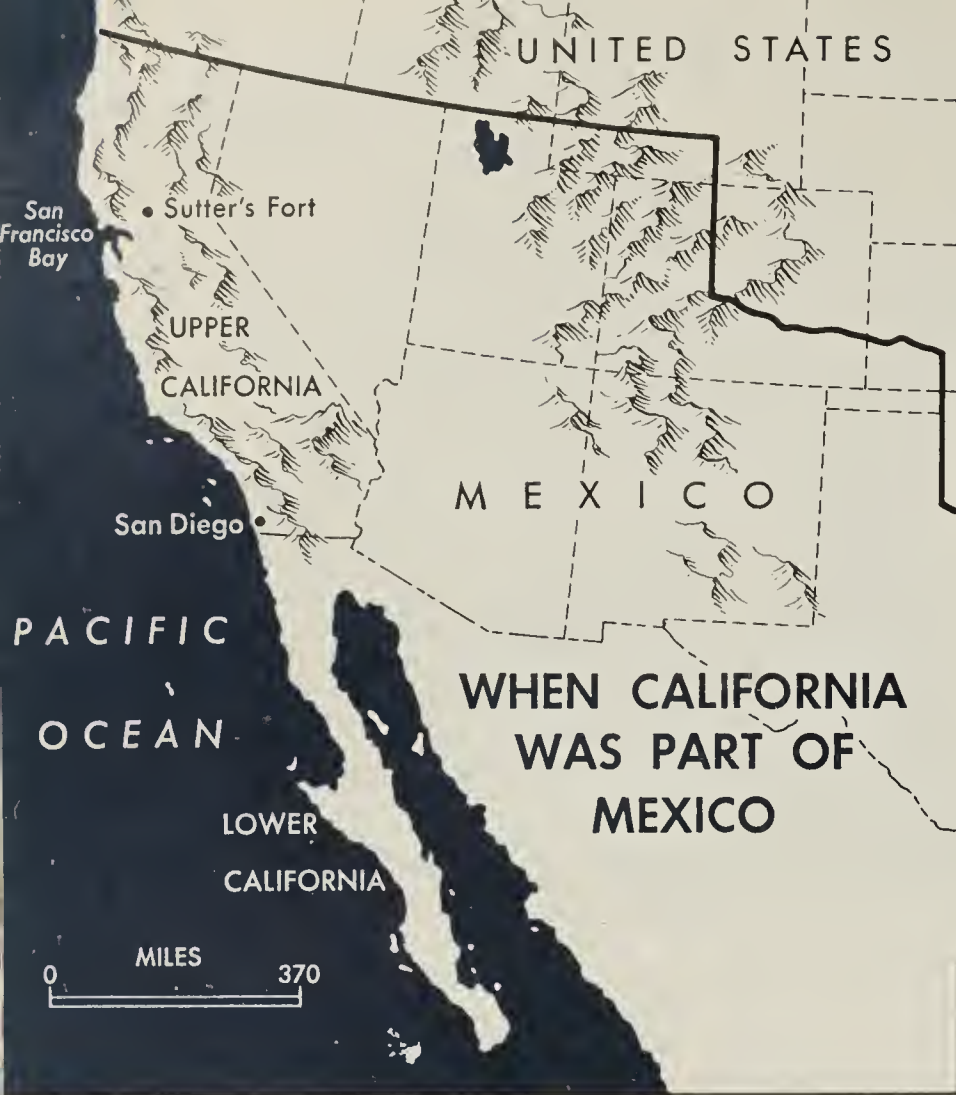 UNITED STATES
San
Francisco
Bay
Sutter's Fort
UPPER
CALIFORNIA
MEXICO
San Diego
PACIFIC
OCEAN
WHEN CALIFORNIA
WAS PART OF
MEXICO
LOWER
CALIFORNIA
MILES
0 370